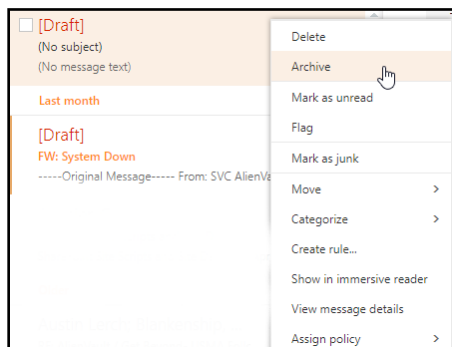 [Draft]
(No subject)
(No message text)
Last month
[Draft]
FW: System Down
-----Original Message----- From: SVC AlienVa
Delete
Archive
Mark as unread
Flag
Mark as junk
Move
Categorize
Create rule...
Show in immersive reader
View message details
Assign policy